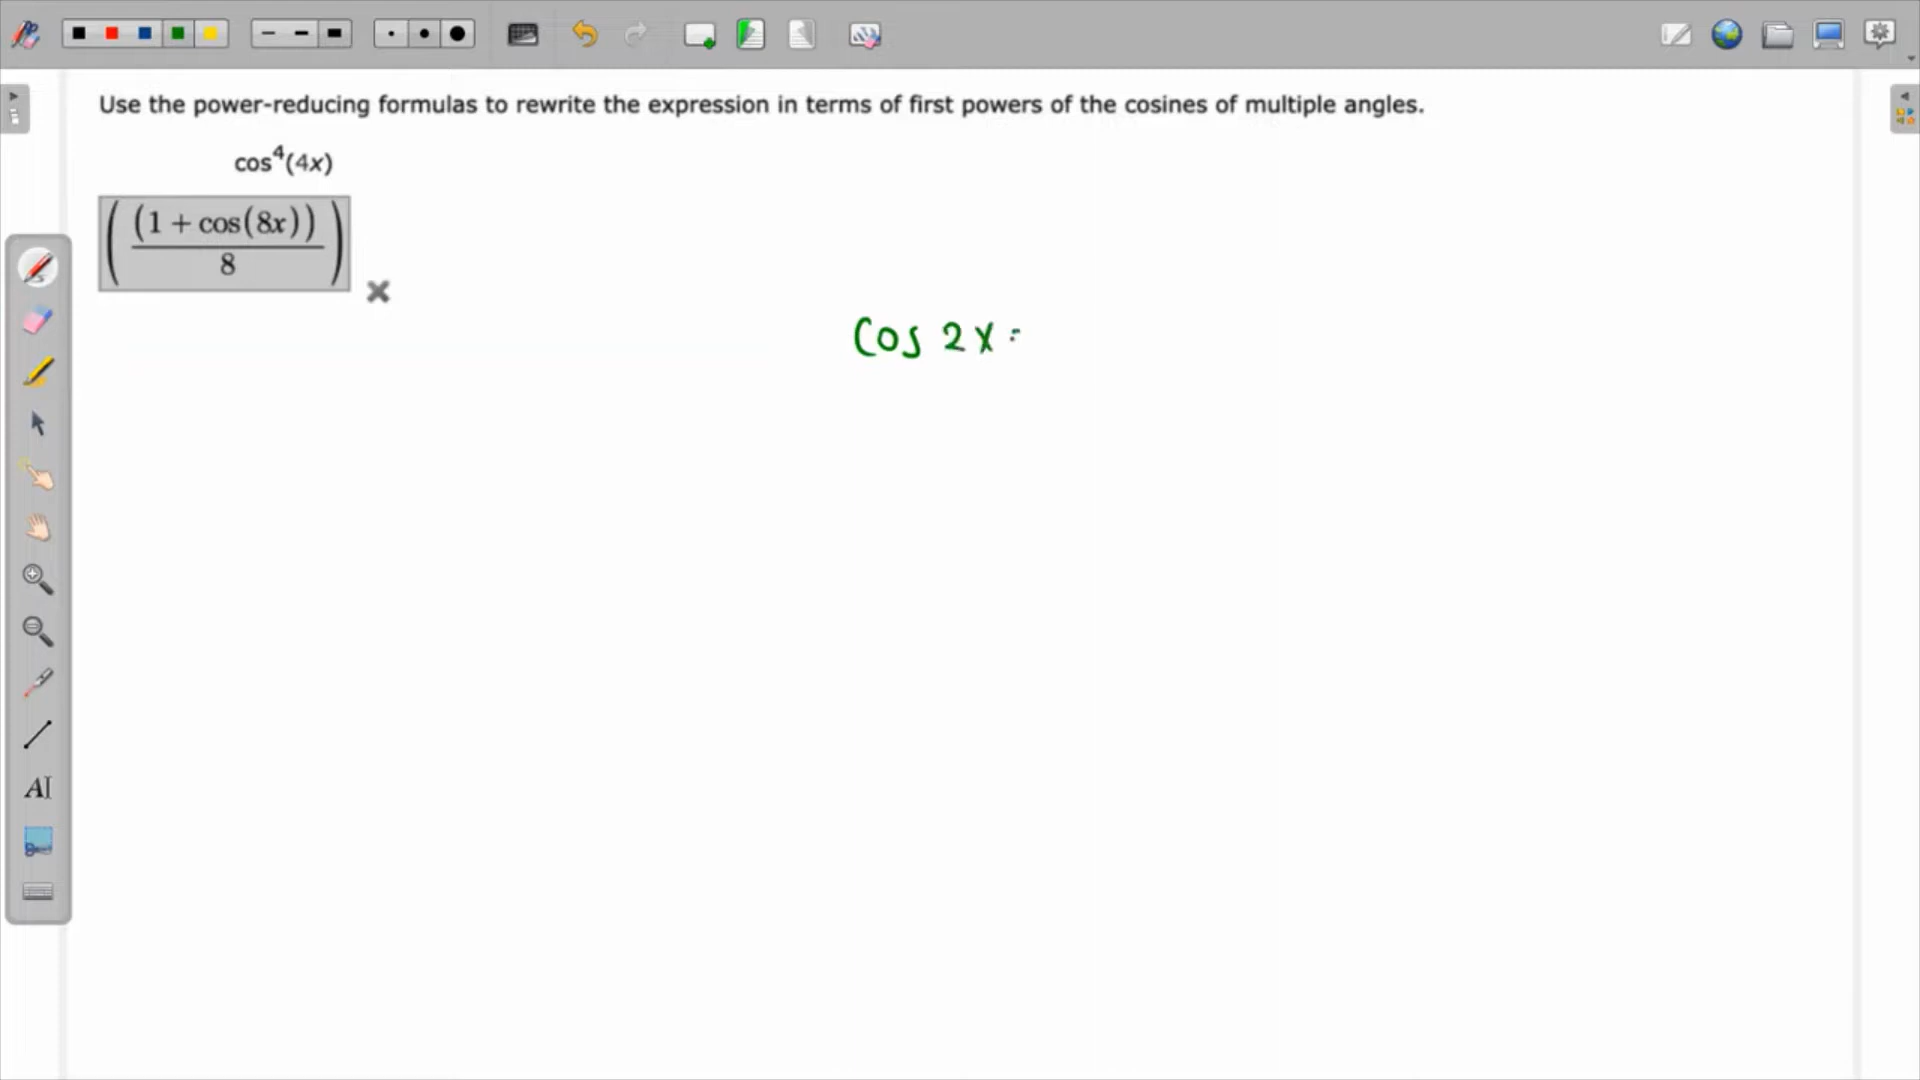 Use the power-reducing formulas to rewrite the expression in terms of first powers of the cosines of multiple angles.
cos⁴(4x)
((1 + cos(8x))/8)
Cos 2x =
AI